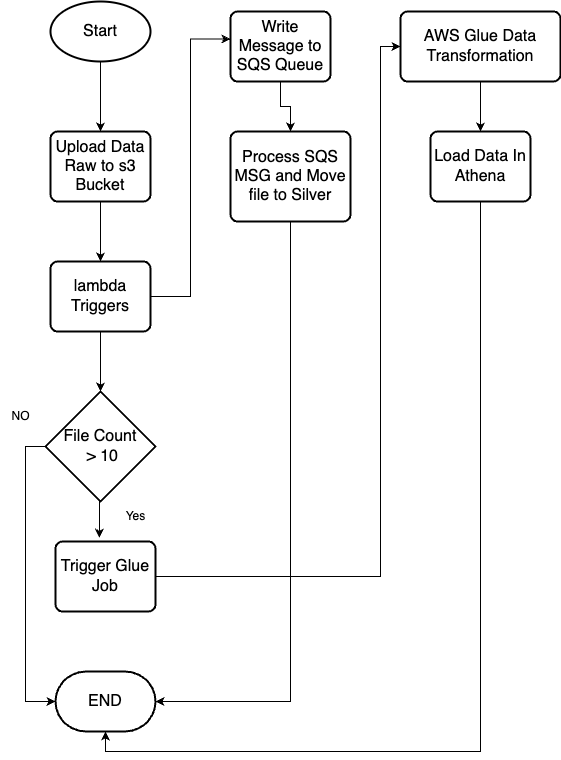 Start
Upload Data
Raw to s3
Bucket
lambda
Triggers
NO
File Count
> 10
Yes
Trigger Glue
Job
END
Write
Message to
SQS Queue
Process SQS
MSG and Move
file to Silver
AWS Glue Data
Transformation
Load Data In
Athena